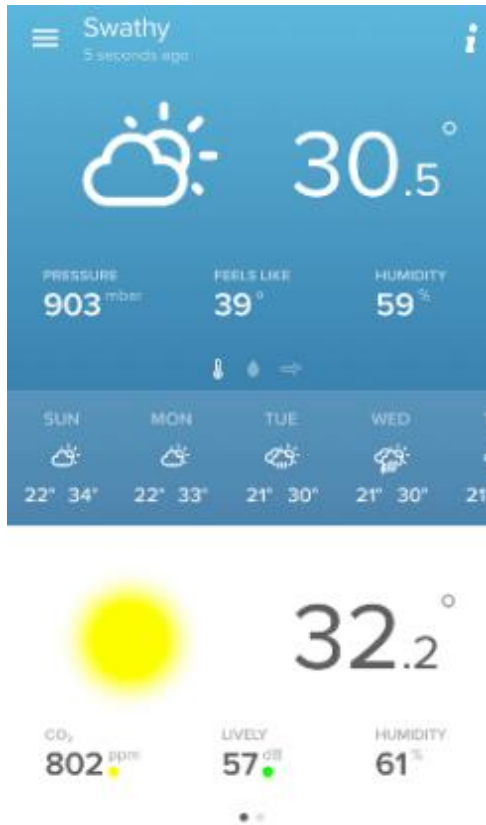 Swathy
5 seconds ago
30.5°
PRESSURE FEELS LIKE HUMIDITY
903 mbar 39° 59%
SUN MON TUE WED
22° 34° 22° 33° 21° 30° 21° 30° 21
32.2°
CO₂ LIVELY HUMIDITY
802 ppm 57 dB 61%